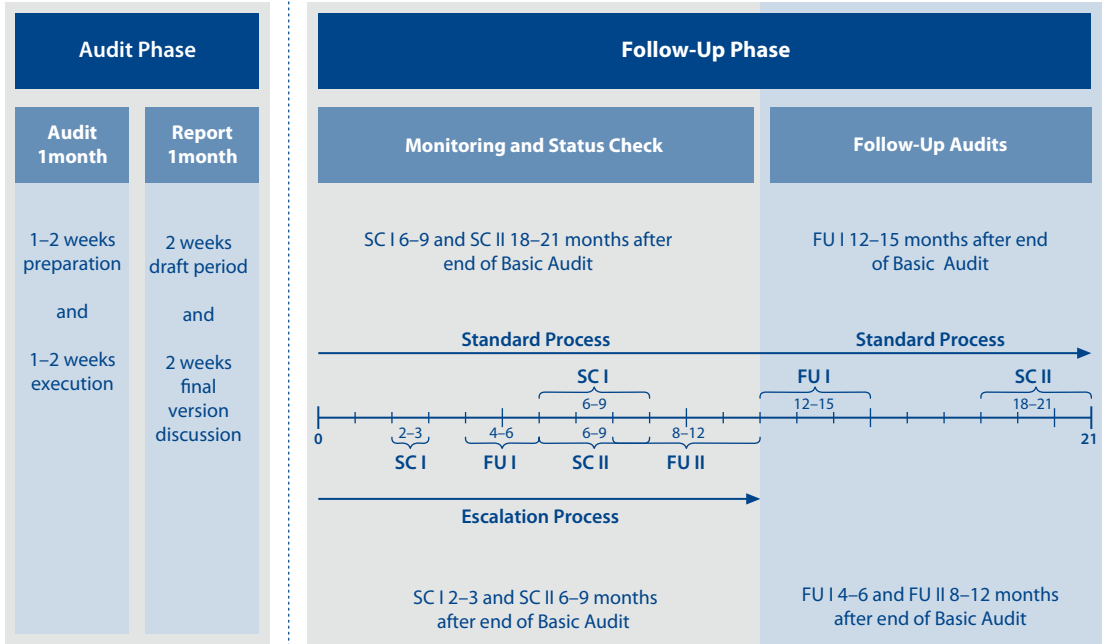 Audit Phase
Follow-Up Phase
Audit
1month
Report
1month
Monitoring and Status Check
Follow-Up Audits
1–2 weeks
preparation
and
1–2 weeks
execution
2 weeks
draft period
and
2 weeks
final
version
discussion
SC I 6–9 and SC II 18–21 months after
end of Basic Audit
FU I 12–15 months after end
of Basic Audit
Standard Process
Standard Process
SC I
FU I
SC II
6–9
12–15
18–21
0
2–3
4–6
6–9
8–12
21
SC I
FU I
SC II
FU II
Escalation Process
SC I 2–3 and SC II 6–9 months
after end of Basic Audit
FU I 4–6 and FU II 8–12 months
after end of Basic Audit